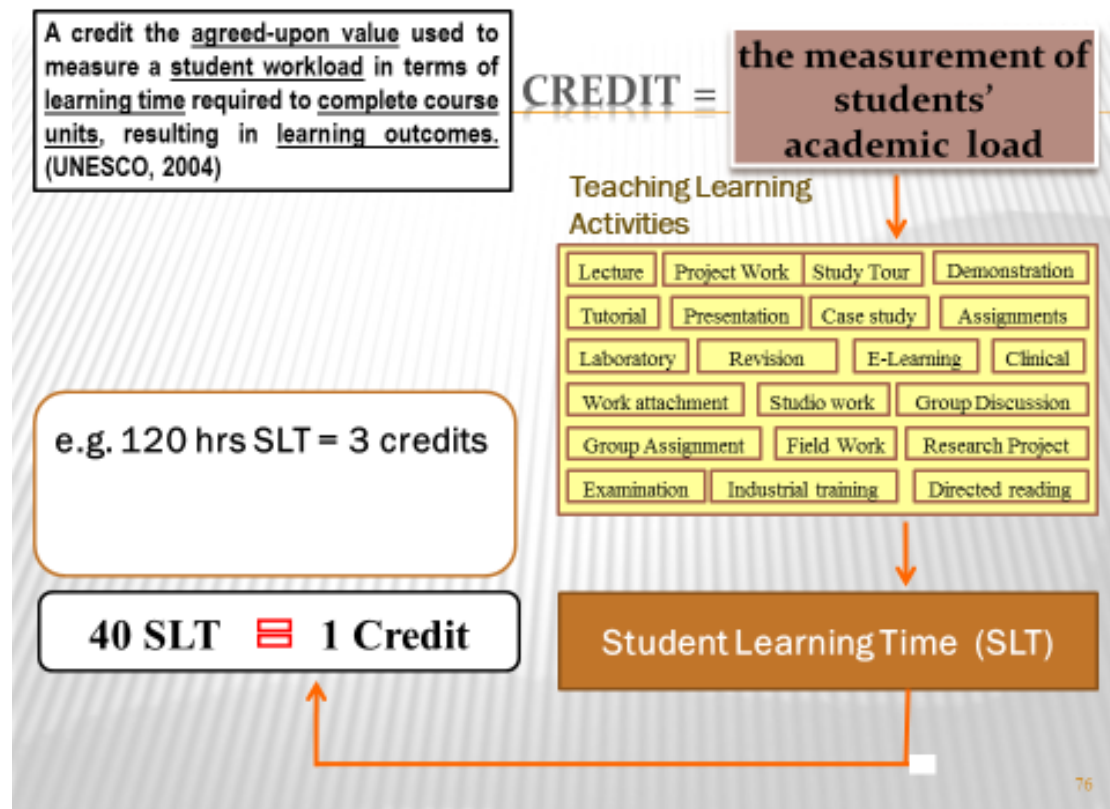 A credit the agreed-upon value used to
measure a student workload in terms of
learning time required to complete course
units, resulting in learning outcomes.
(UNESCO, 2004)
CREDIT =
the measurement of
students’
academic load
Teaching Learning
Activities
Lecture Project Work Study Tour Demonstration
Tutorial Presentation Case study Assignments
Laboratory Revision E-Learning Clinical
Work attachment Studio work Group Discussion
Group Assignment Field Work Research Project
Examination Industrial training Directed reading
e.g. 120 hrs SLT = 3 credits
40 SLT = 1 Credit
Student Learning Time (SLT)
76